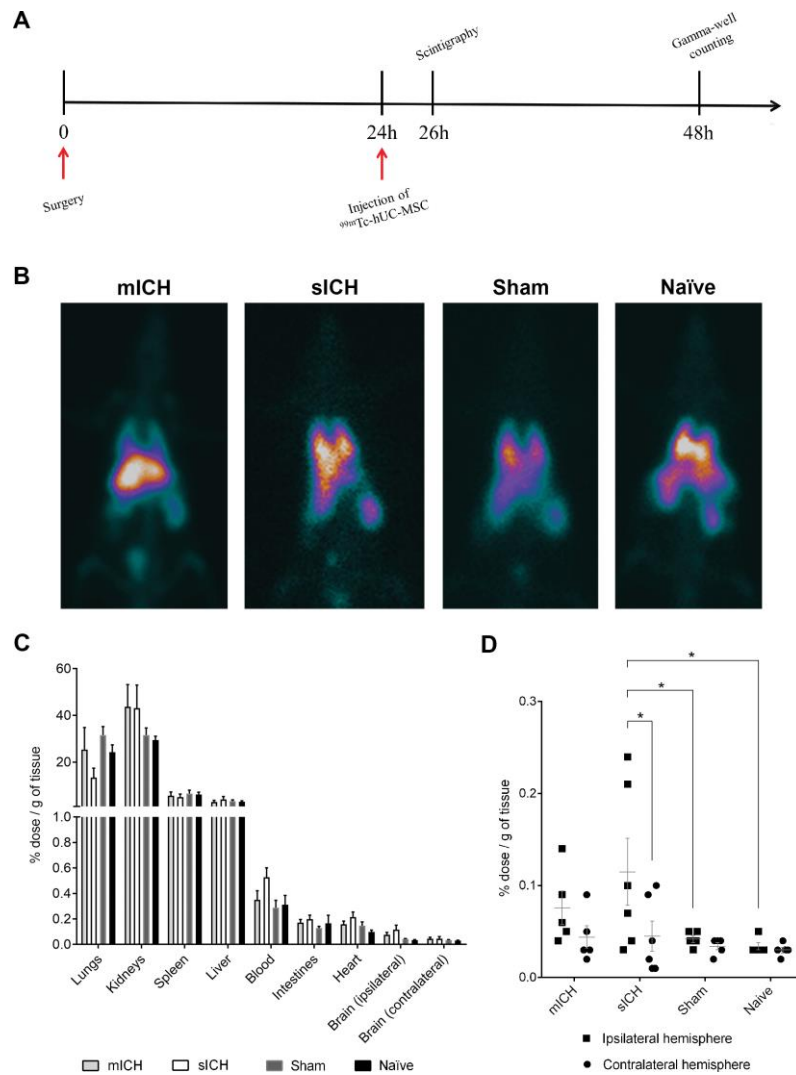 A
Scintigraphy
Gamma-well
counting
0
24h
26h
48h
Surgery
Injection of
⁹⁹ᵐTc-hUC-MSC
B
mICH
sICH
Sham
Naïve
C
% dose / g of tissue
60
40
20
1.0
0.8
0.6
0.4
0.2
0.0
Lungs
Kidneys
Spleen
Liver
Blood
Intestines
Heart
Brain (ipsilateral)
Brain (contralateral)
mICH
sICH
Sham
Naïve
D
% dose / g of tissue
0.3
0.2
0.1
0.0
*
*
*
mICH
sICH
Sham
Naive
Ipsilateral hemisphere
Contralateral hemisphere